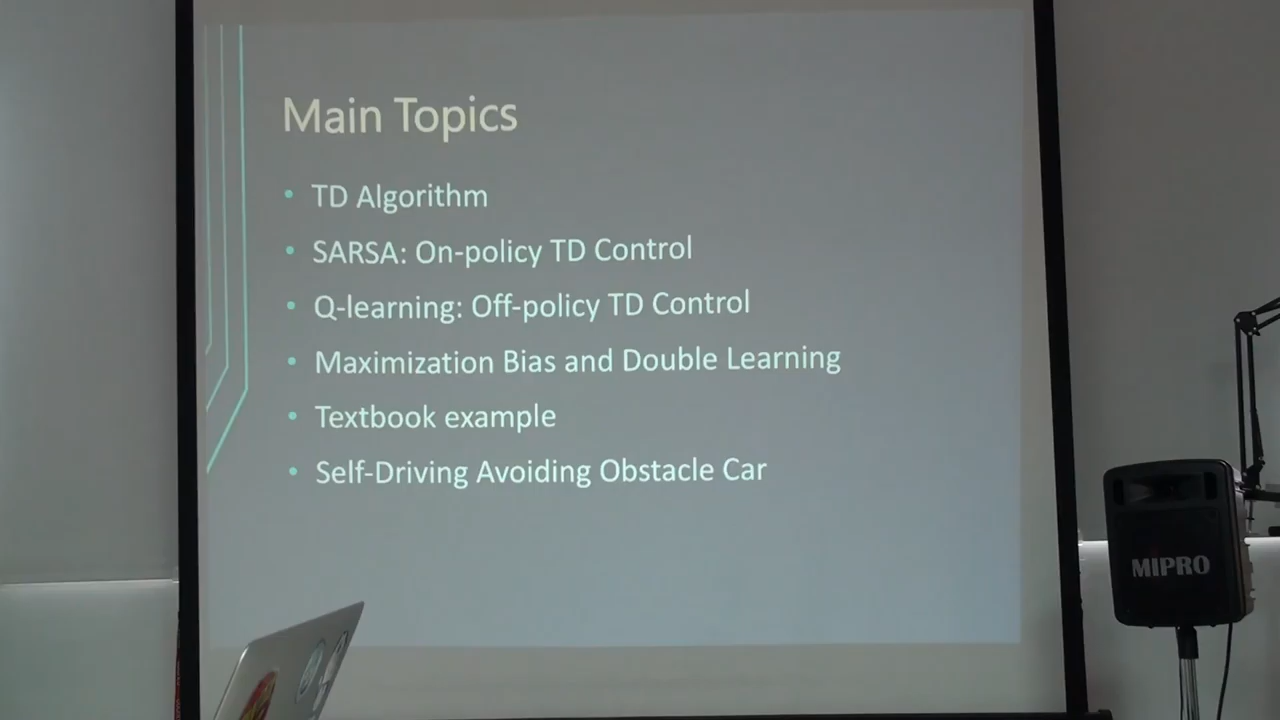 Main Topics
• TD Algorithm
• SARSA: On-policy TD Control
• Q-learning: Off-policy TD Control
• Maximization Bias and Double Learning
• Textbook example
• Self-Driving Avoiding Obstacle Car
MIPRO